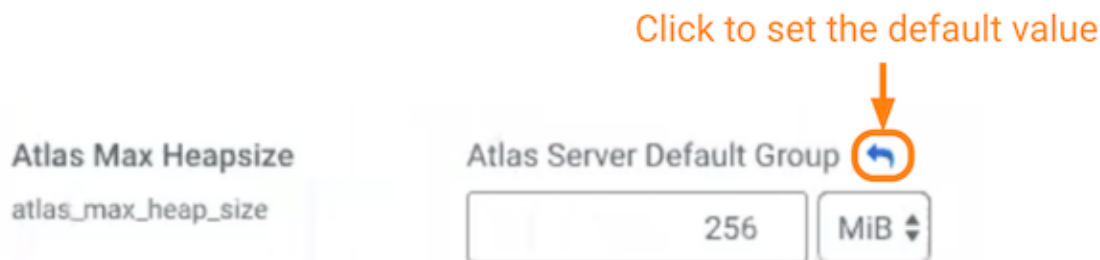 Click to set the default value
Atlas Max Heapsize
Atlas Server Default Group
atlas_max_heap_size
256
MiB